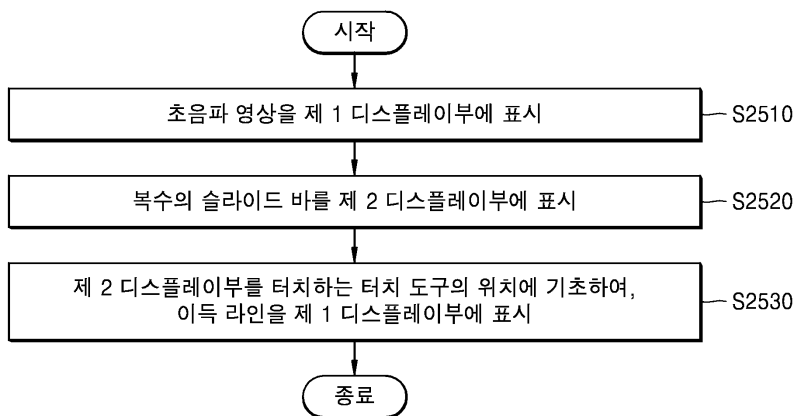 시작
초음파 영상을 제 1 디스플레이부에 표시
S2510
복수의 슬라이드 바를 제 2 디스플레이부에 표시
S2520
제 2 디스플레이부를 터치하는 터치 도구의 위치에 기초하여,
이득 라인을 제 1 디스플레이부에 표시
S2530
종료